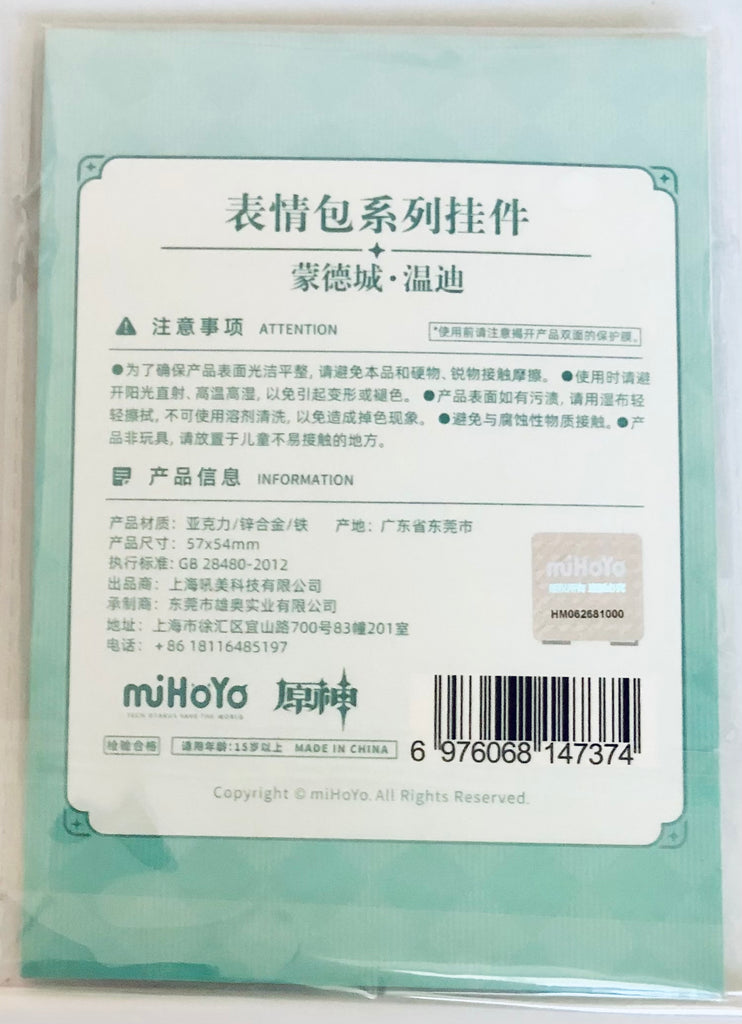 表情包系列挂件
蒙德城·温迪
注意事项 ATTENTION
*使用前请注意揭开产品双面的保护膜。
●为了确保产品表面光洁平整, 请避免本品和硬物、锐物接触摩擦。 ●使用时请避
开阳光直射、高温高湿, 以免引起变形或褪色。 ●产品表面如有污渍, 请用湿布轻
轻擦拭, 不可使用溶剂清洗, 以免造成掉色现象。 ●避免与腐蚀性物质接触。●产
品非玩具, 请放置于儿童不易接触的地方。
产品信息 INFORMATION
产品材质: 亚克力/锌合金/铁 产地: 广东省东莞市
产品尺寸: 57x54mm
执行标准: GB 28480-2012
出品商: 上海吼美科技有限公司
承制商: 东莞市雄奥实业有限公司
地址: 上海市徐汇区宜山路700号83幢201室
电话: +86 18116485197
miHoYo
HM062681000
miHoYo 原神
TECH OTAKUS SAVE THE WORLD
检验合格 适用年龄:15岁以上 MADE IN CHINA
6 976068 147374
Copyright © miHoYo. All Rights Reserved.